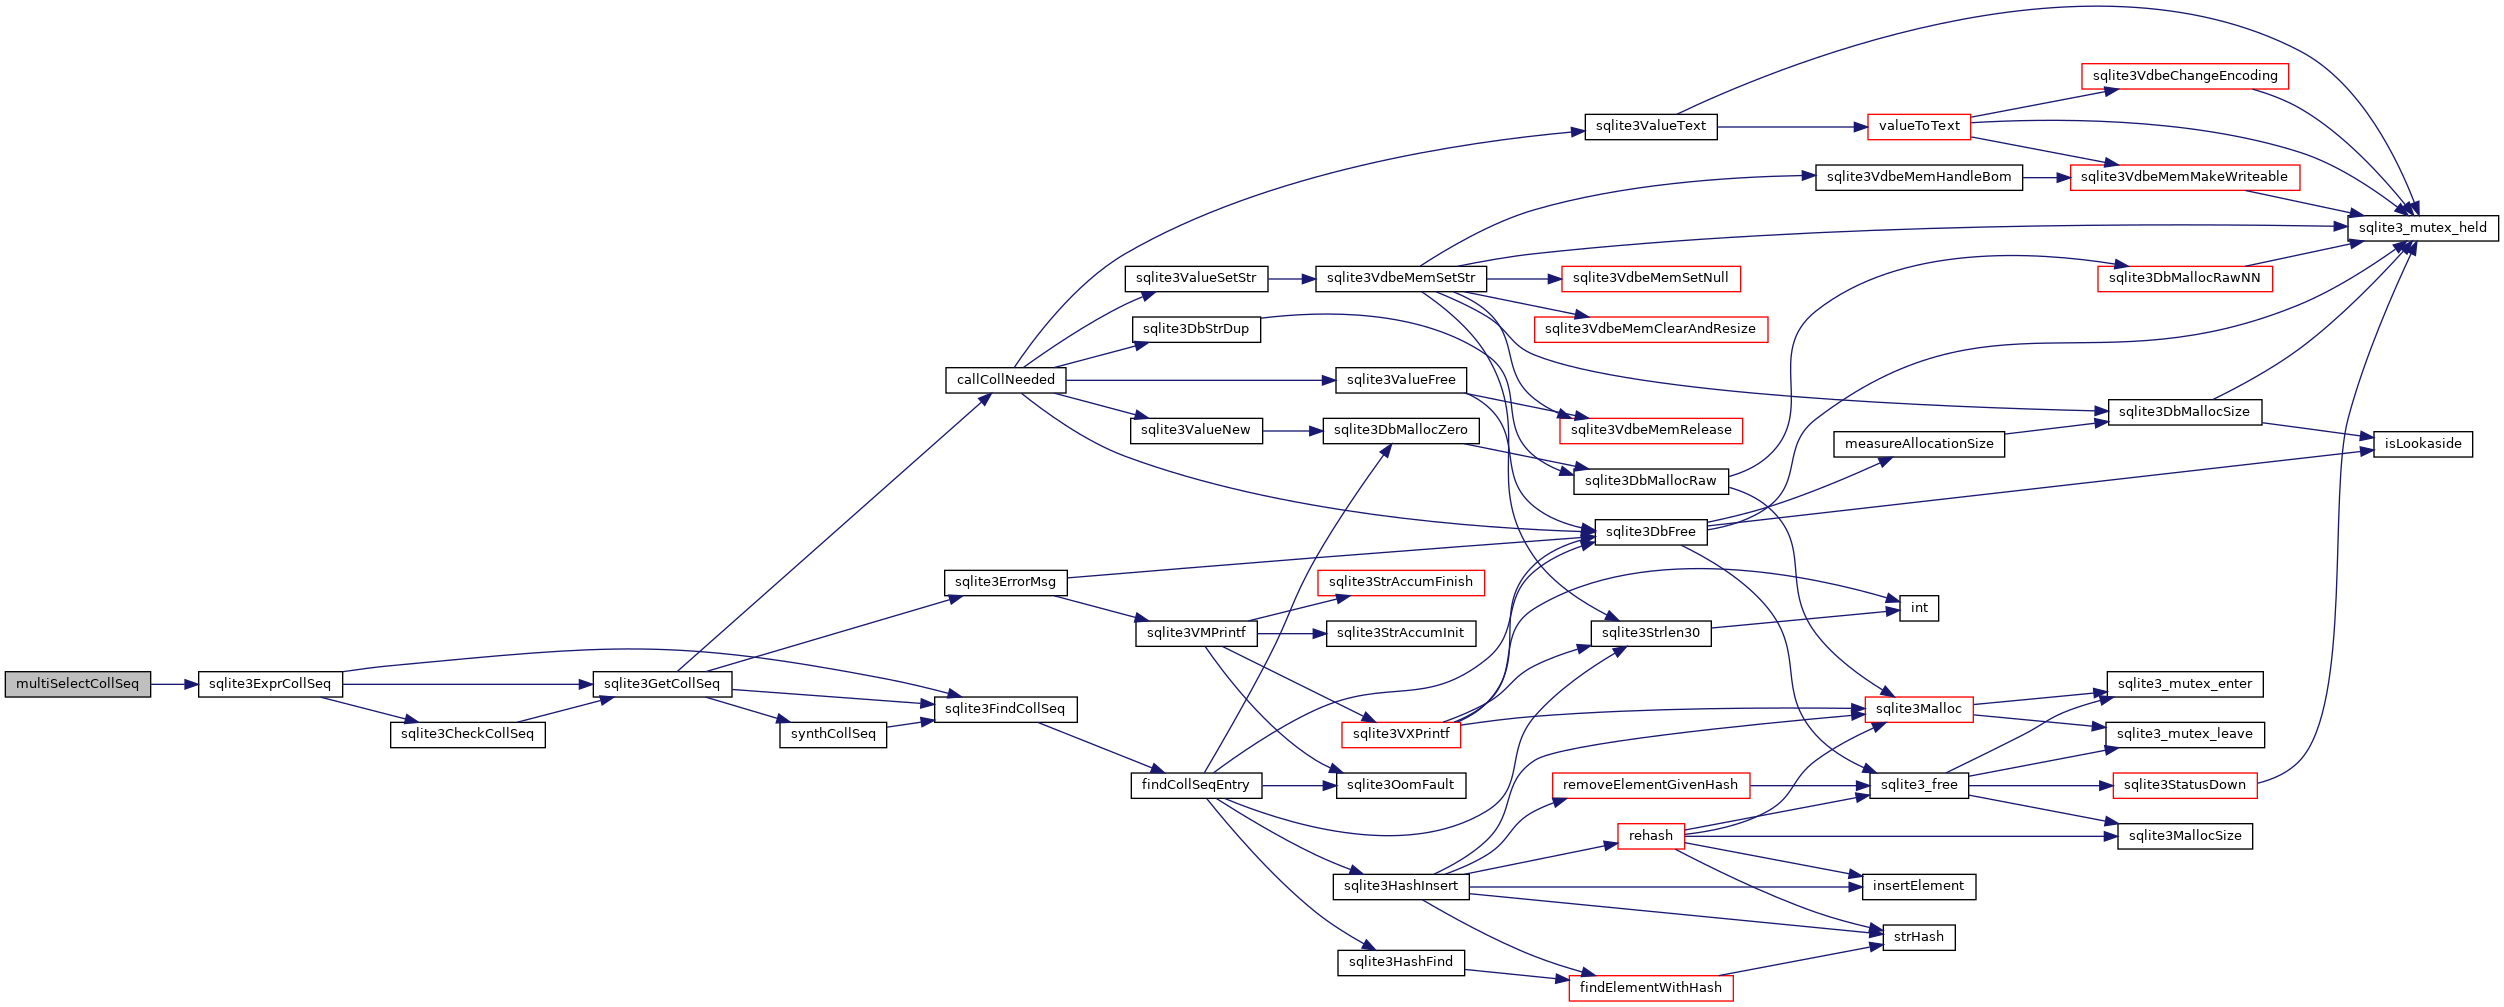 multiSelectCollSeq
sqlite3ExprCollSeq
sqlite3CheckCollSeq
sqlite3GetCollSeq
synthCollSeq
sqlite3FindCollSeq
callCollNeeded
sqlite3ErrorMsg
sqlite3ValueSetStr
sqlite3DbStrDup
sqlite3ValueNew
sqlite3VMPrintf
findCollSeqEntry
sqlite3VdbeMemSetStr
sqlite3ValueFree
sqlite3DbMallocZero
sqlite3StrAccumFinish
sqlite3StrAccumInit
sqlite3VXPrintf
sqlite3OomFault
sqlite3HashInsert
sqlite3HashFind
sqlite3ValueText
sqlite3VdbeMemSetNull
sqlite3VdbeMemClearAndResize
sqlite3VdbeMemRelease
sqlite3DbMallocRaw
sqlite3DbFree
sqlite3Strlen30
removeElementGivenHash
rehash
findElementWithHash
valueToText
sqlite3VdbeMemHandleBom
measureAllocationSize
int
sqlite3Malloc
sqlite3_free
insertElement
strHash
sqlite3VdbeChangeEncoding
sqlite3VdbeMemMakeWriteable
sqlite3DbMallocRawNN
sqlite3DbMallocSize
sqlite3_mutex_enter
sqlite3_mutex_leave
sqlite3StatusDown
sqlite3MallocSize
sqlite3_mutex_held
isLookaside